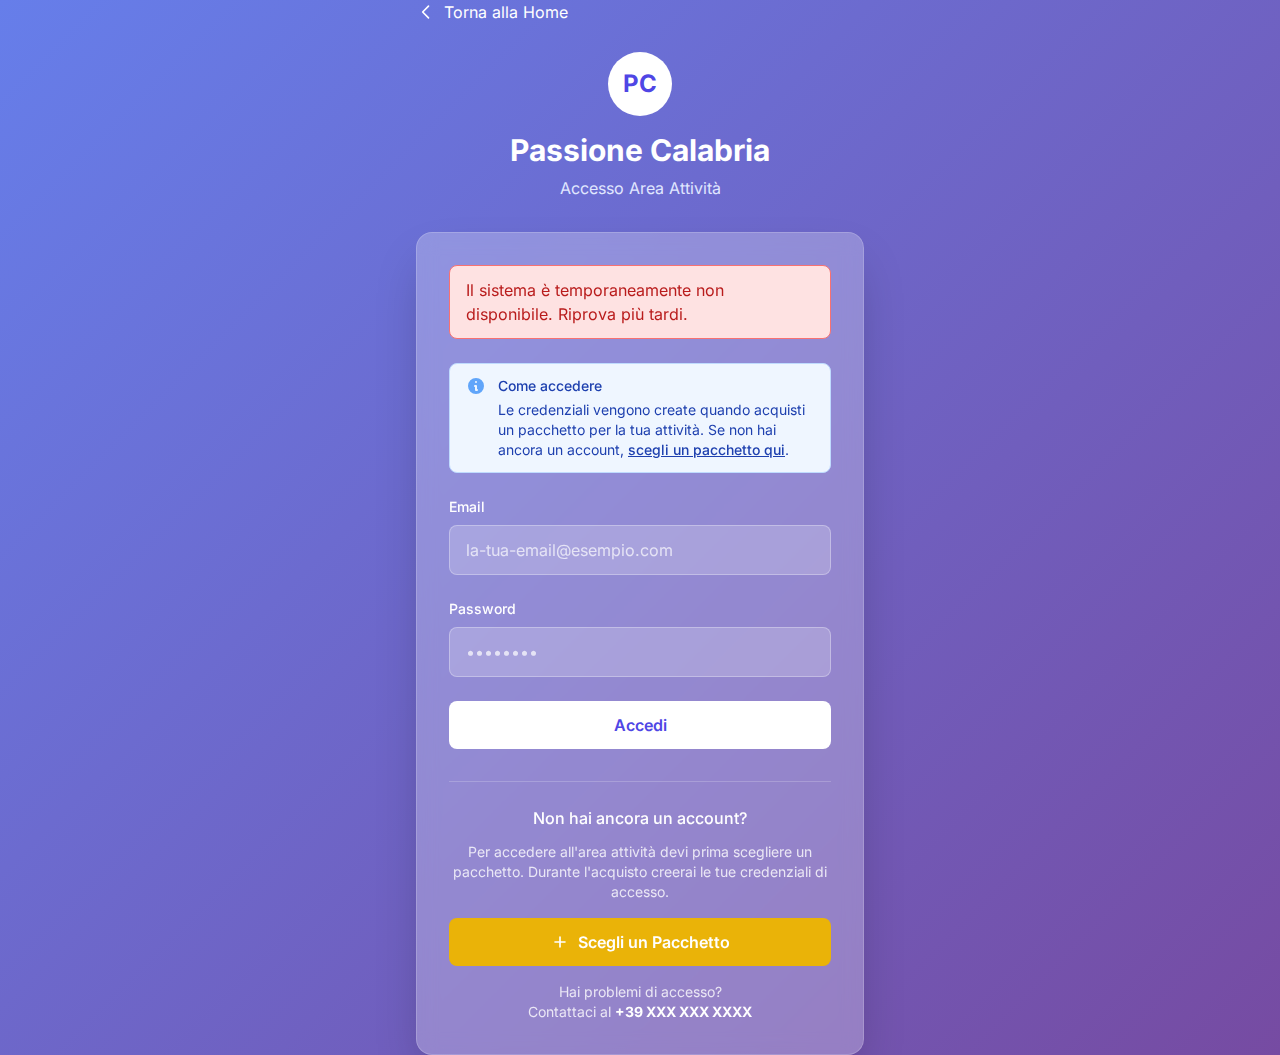 Torna alla Home
PC
Passione Calabria
Accesso Area Attività
Il sistema è temporaneamente non
disponibile. Riprova più tardi.
Come accedere
Le credenziali vengono create quando acquisti
un pacchetto per la tua attività. Se non hai
ancora un account, scegli un pacchetto qui.
Email
la-tua-email@esempio.com
Password
••••••••
Accedi
Non hai ancora un account?
Per accedere all'area attività devi prima scegliere un
pacchetto. Durante l'acquisto creerai le tue credenziali di
accesso.
Scegli un Pacchetto
Hai problemi di accesso?
Contattaci al +39 XXX XXX XXXX